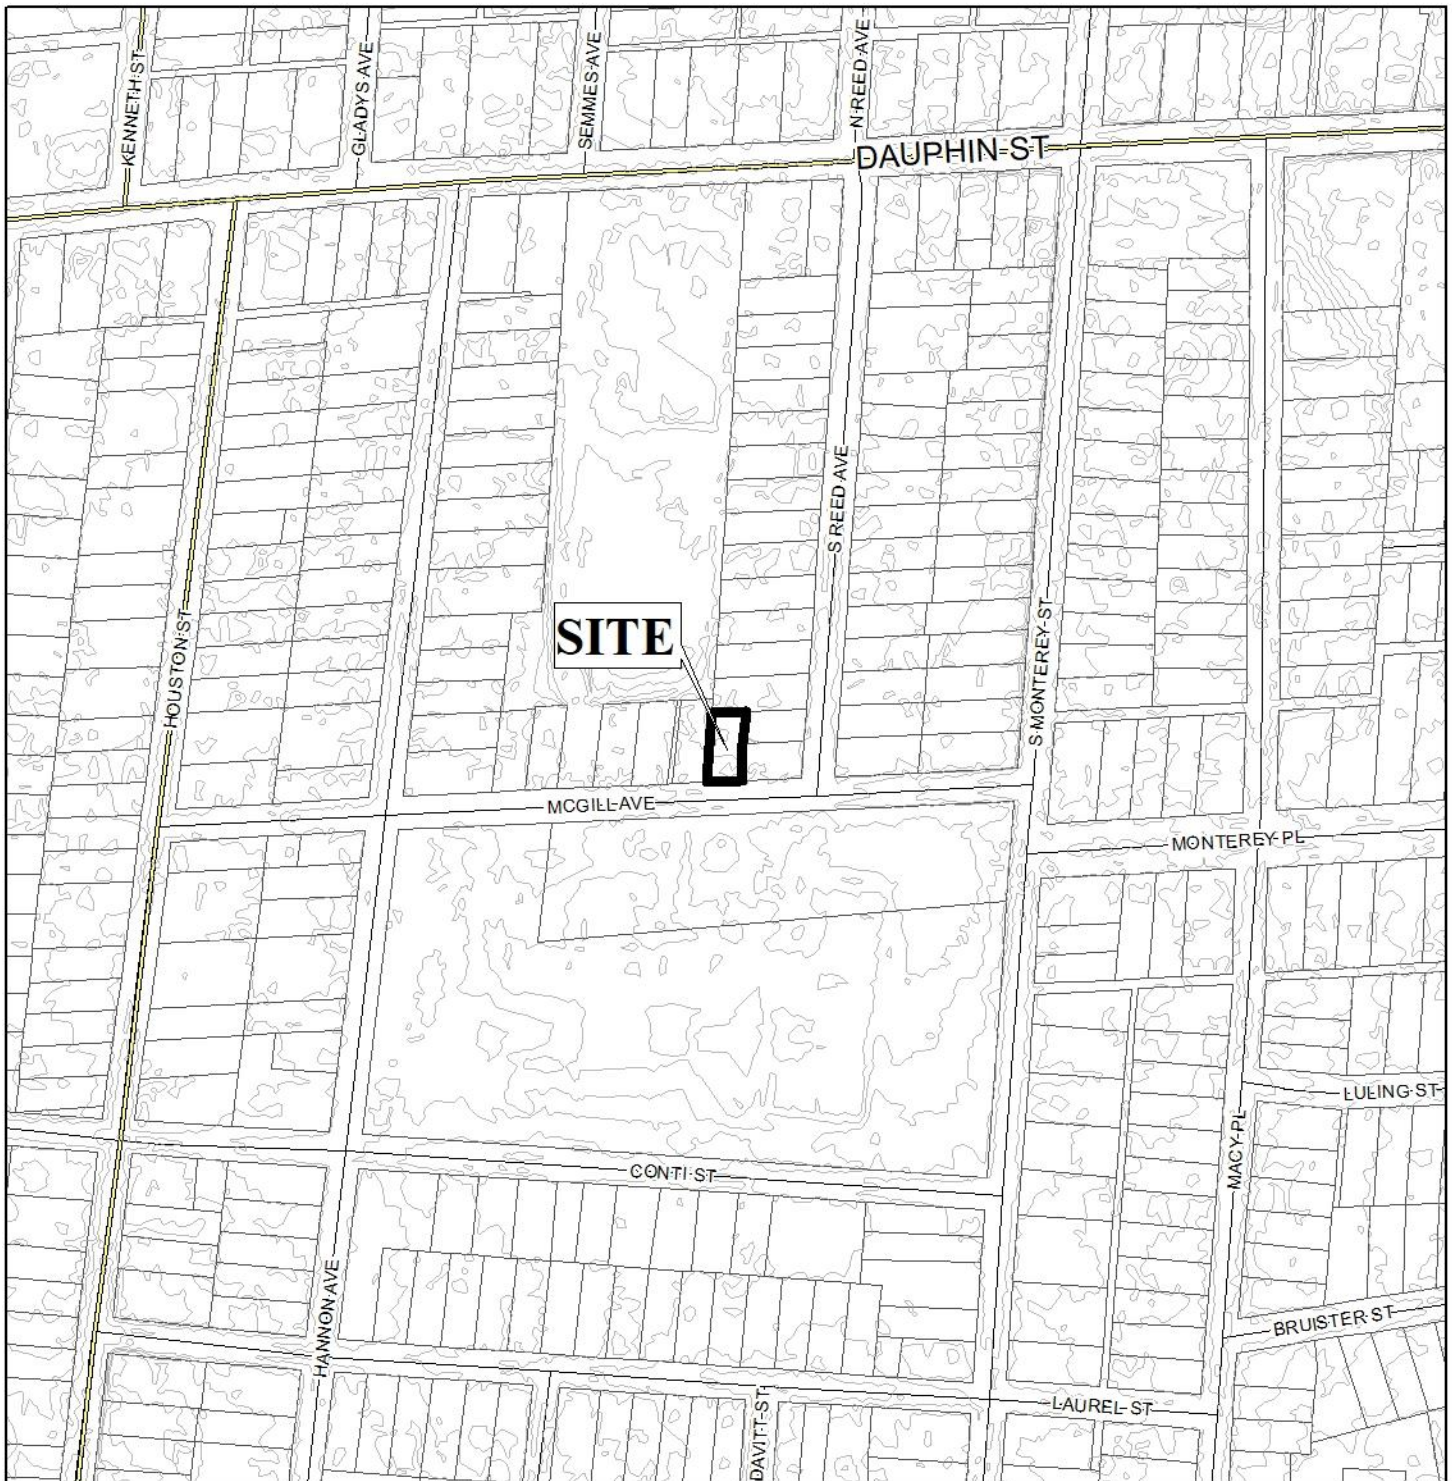 KENNETH ST
GLADYS AVE
SEMMES AVE
N REED AVE
DAUPHIN ST
S REED AVE
SITE
HOUSTON ST
S MONTEREY ST
MCGILL AVE
MONTEREY PL
LULING ST
MACY PL
CONTI ST
HANNON AVE
BRUISTER ST
LAUREL ST
DAVITT ST